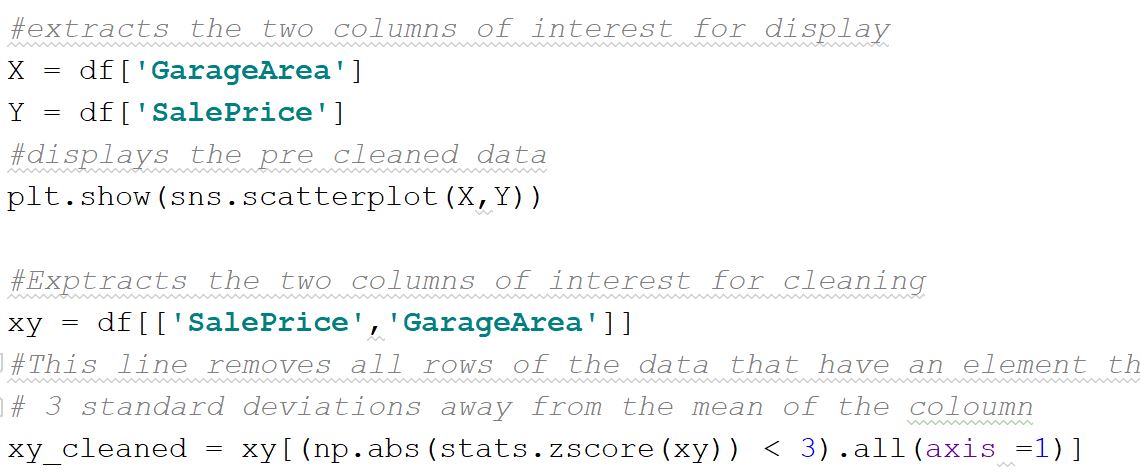 #extracts the two columns of interest for display
X = df['GarageArea']
Y = df['SalePrice']
#displays the pre cleaned data
plt.show(sns.scatterplot(X,Y))
#Exptracts the two columns of interest for cleaning
xy = df[['SalePrice','GarageArea']]
#This line removes all rows of the data that have an element th
# 3 standard deviations away from the mean of the coloumn
xy_cleaned = xy[(np.abs(stats.zscore(xy)) < 3).all(axis =1)]